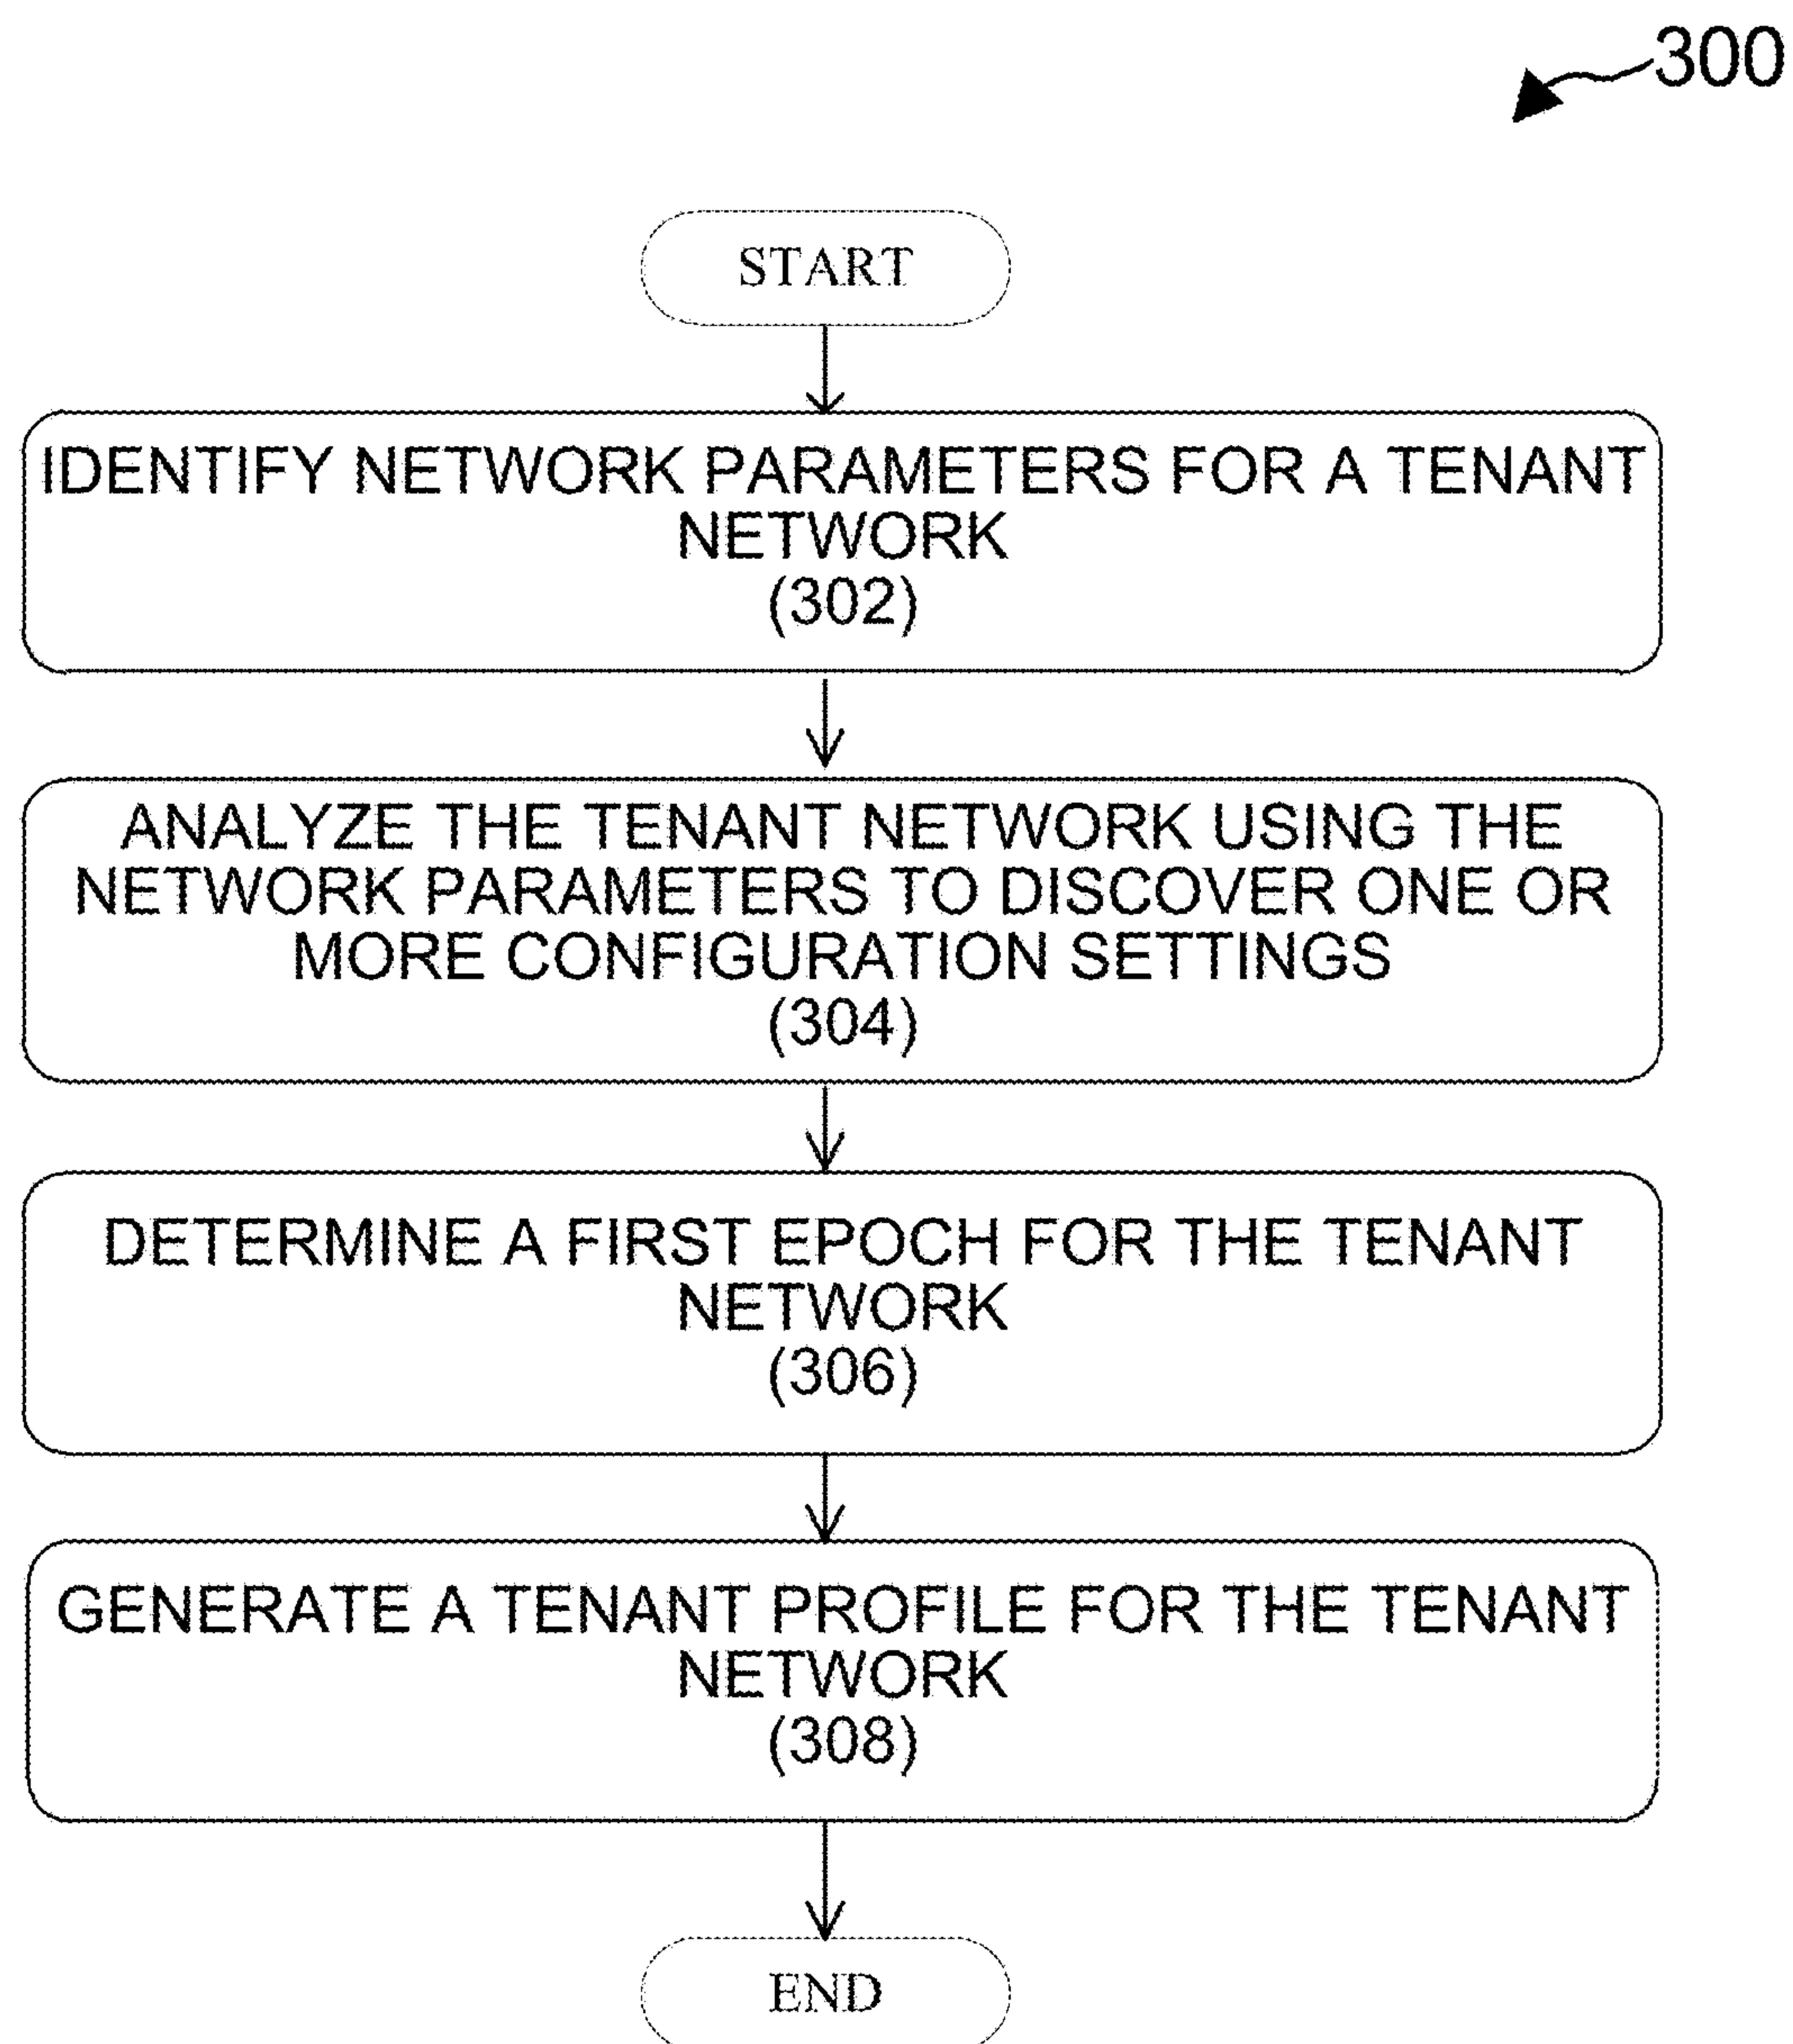 300
START
IDENTIFY NETWORK PARAMETERS FOR A TENANT
NETWORK
(302)
ANALYZE THE TENANT NETWORK USING THE
NETWORK PARAMETERS TO DISCOVER ONE OR
MORE CONFIGURATION SETTINGS
(304)
DETERMINE A FIRST EPOCH FOR THE TENANT
NETWORK
(306)
GENERATE A TENANT PROFILE FOR THE TENANT
NETWORK
(308)
END